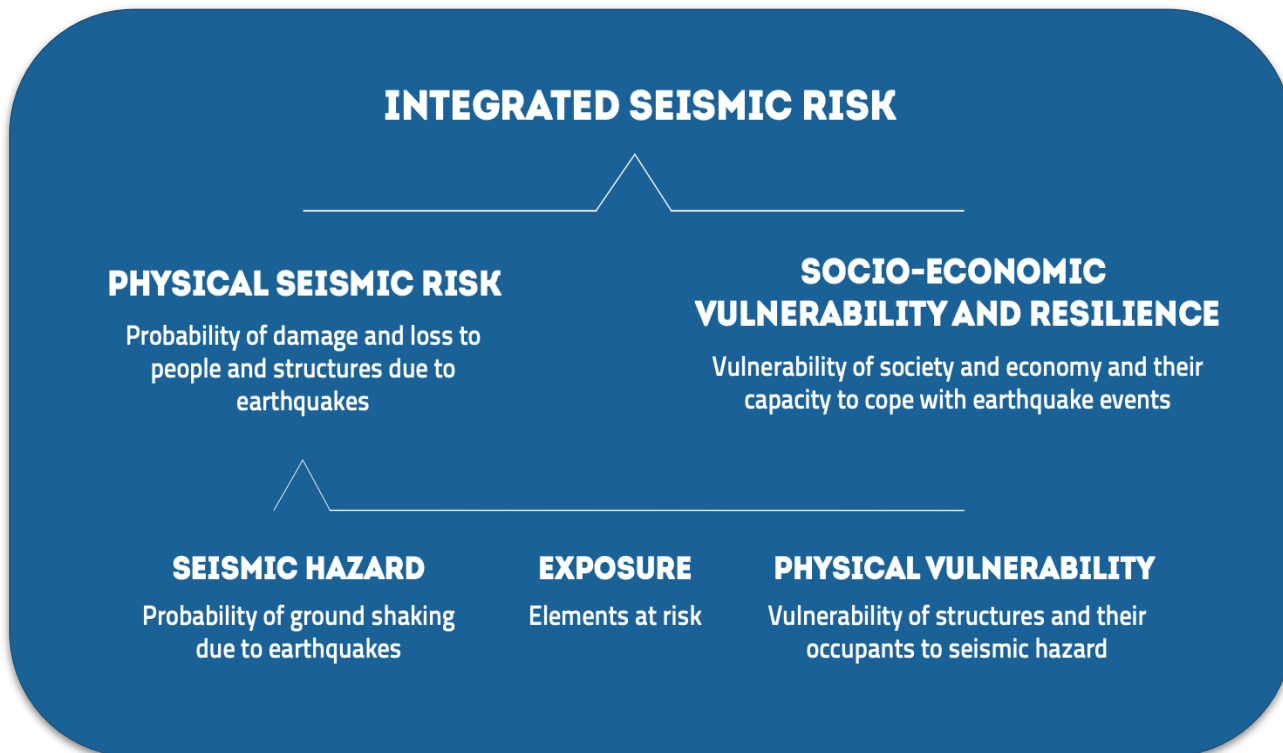 INTEGRATED SEISMIC RISK
PHYSICAL SEISMIC RISK
Probability of damage and loss to
people and structures due to
earthquakes
SOCIO-ECONOMIC
VULNERABILITY AND RESILIENCE
Vulnerability of society and economy and their
capacity to cope with earthquake events
SEISMIC HAZARD
Probability of ground shaking
due to earthquakes
EXPOSURE
Elements at risk
PHYSICAL VULNERABILITY
Vulnerability of structures and their
occupants to seismic hazard